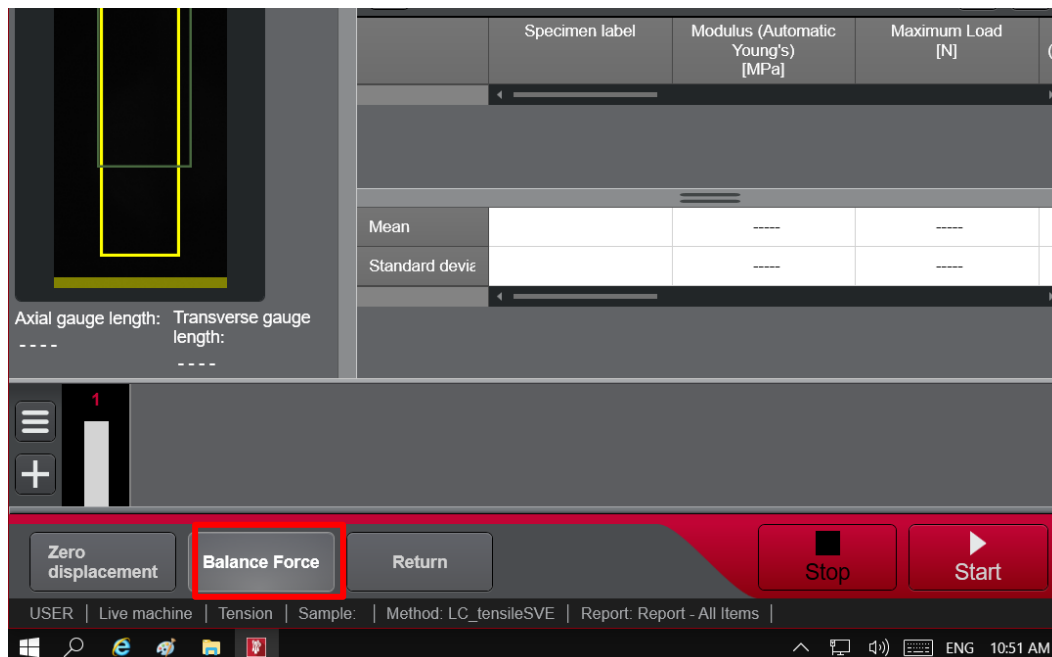 Specimen label
Modulus (Automatic
Young's)
[MPa]
Maximum Load
[N]
(
Mean
-----
-----
Standard devia
-----
-----
Axial gauge length:
- - - -
Transverse gauge
length:
- - - -
1
Zero
displacement
Balance Force
Return
Stop
Start
USER | Live machine | Tension | Sample: | Method: LC_tensileSVE | Report: Report - All Items |
ENG 10:51 AM